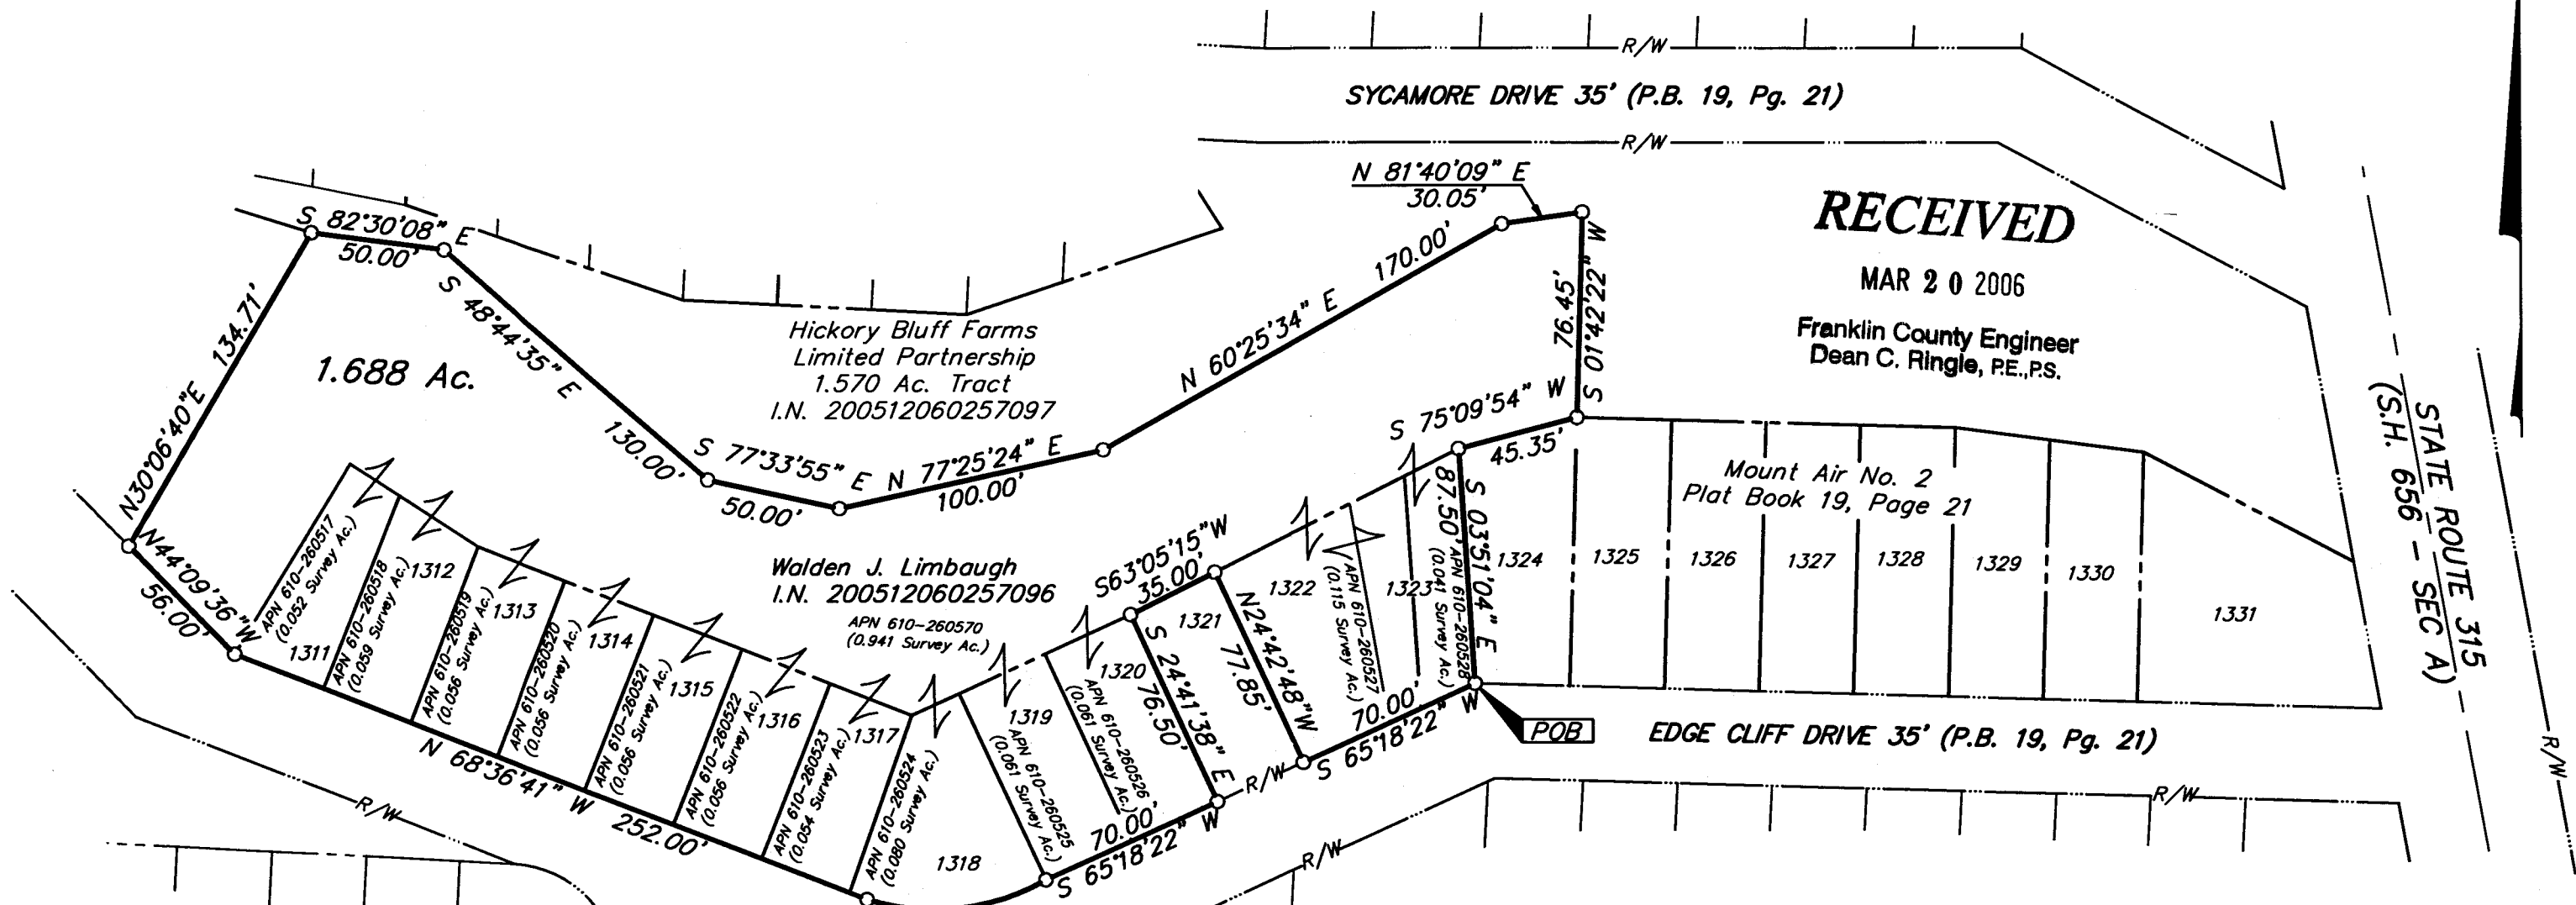 R/W
SYCAMORE DRIVE 35' (P.B. 19, Pg. 21)
R/W
N 81°40'09" E
30.05'
RECEIVED
MAR 20 2006
Franklin County Engineer
Dean C. Ringle, P.E.,P.S.
S 82°30'08" E
50.00'
134.71'
N30°06'40"E
1.688 Ac.
S 48°44'35" E
130.00'
Hickory Bluff Farms
Limited Partnership
1.570 Ac. Tract
I.N. 200512060257097
S 77°33'55" E
50.00'
N 77°25'24" E
100.00'
N 60°25'34" E
170.00'
76.45'
S 01°42'22" W
S 75°09'54" W
45.35'
Mount Air No. 2
Plat Book 19, Page 21
STATE ROUTE 315
(S.H. 656 - SEC A)
N44°09'36"W
56.00'
APN 610-260517
(0.052 Survey Ac.)
1311
APN 610-260518
(0.059 Survey Ac.)
1312
APN 610-260519
(0.056 Survey Ac.)
1313
APN 610-260520
(0.056 Survey Ac.)
1314
APN 610-260521
(0.056 Survey Ac.)
1315
APN 610-260522
(0.056 Survey Ac.)
1316
APN 610-260523
(0.054 Survey Ac.)
1317
APN 610-260524
(0.080 Survey Ac.)
1318
Walden J. Limbaugh
I.N. 200512060257096
APN 610-260570
(0.941 Survey Ac.)
1319
APN 610-260525
(0.061 Survey Ac.)
1320
APN 610-260526
(0.061 Survey Ac.)
S63°05'15"W
35.00'
1321
S 24°41'38" E
76.50'
N24°42'48"W
77.85'
1322
APN 610-260527
(0.115 Survey Ac.)
1323
S 03°51'04" E
87.50'
APN 610-260528
(0.041 Survey Ac.)
1324
1325
1326
1327
1328
1329
1330
1331
N 68°36'41" W
252.00'
70.00'
S 65°18'22" W
R/W
70.00'
S 65°18'22" W
POB
EDGE CLIFF DRIVE 35' (P.B. 19, Pg. 21)
R/W
R/W
R/W
R/W